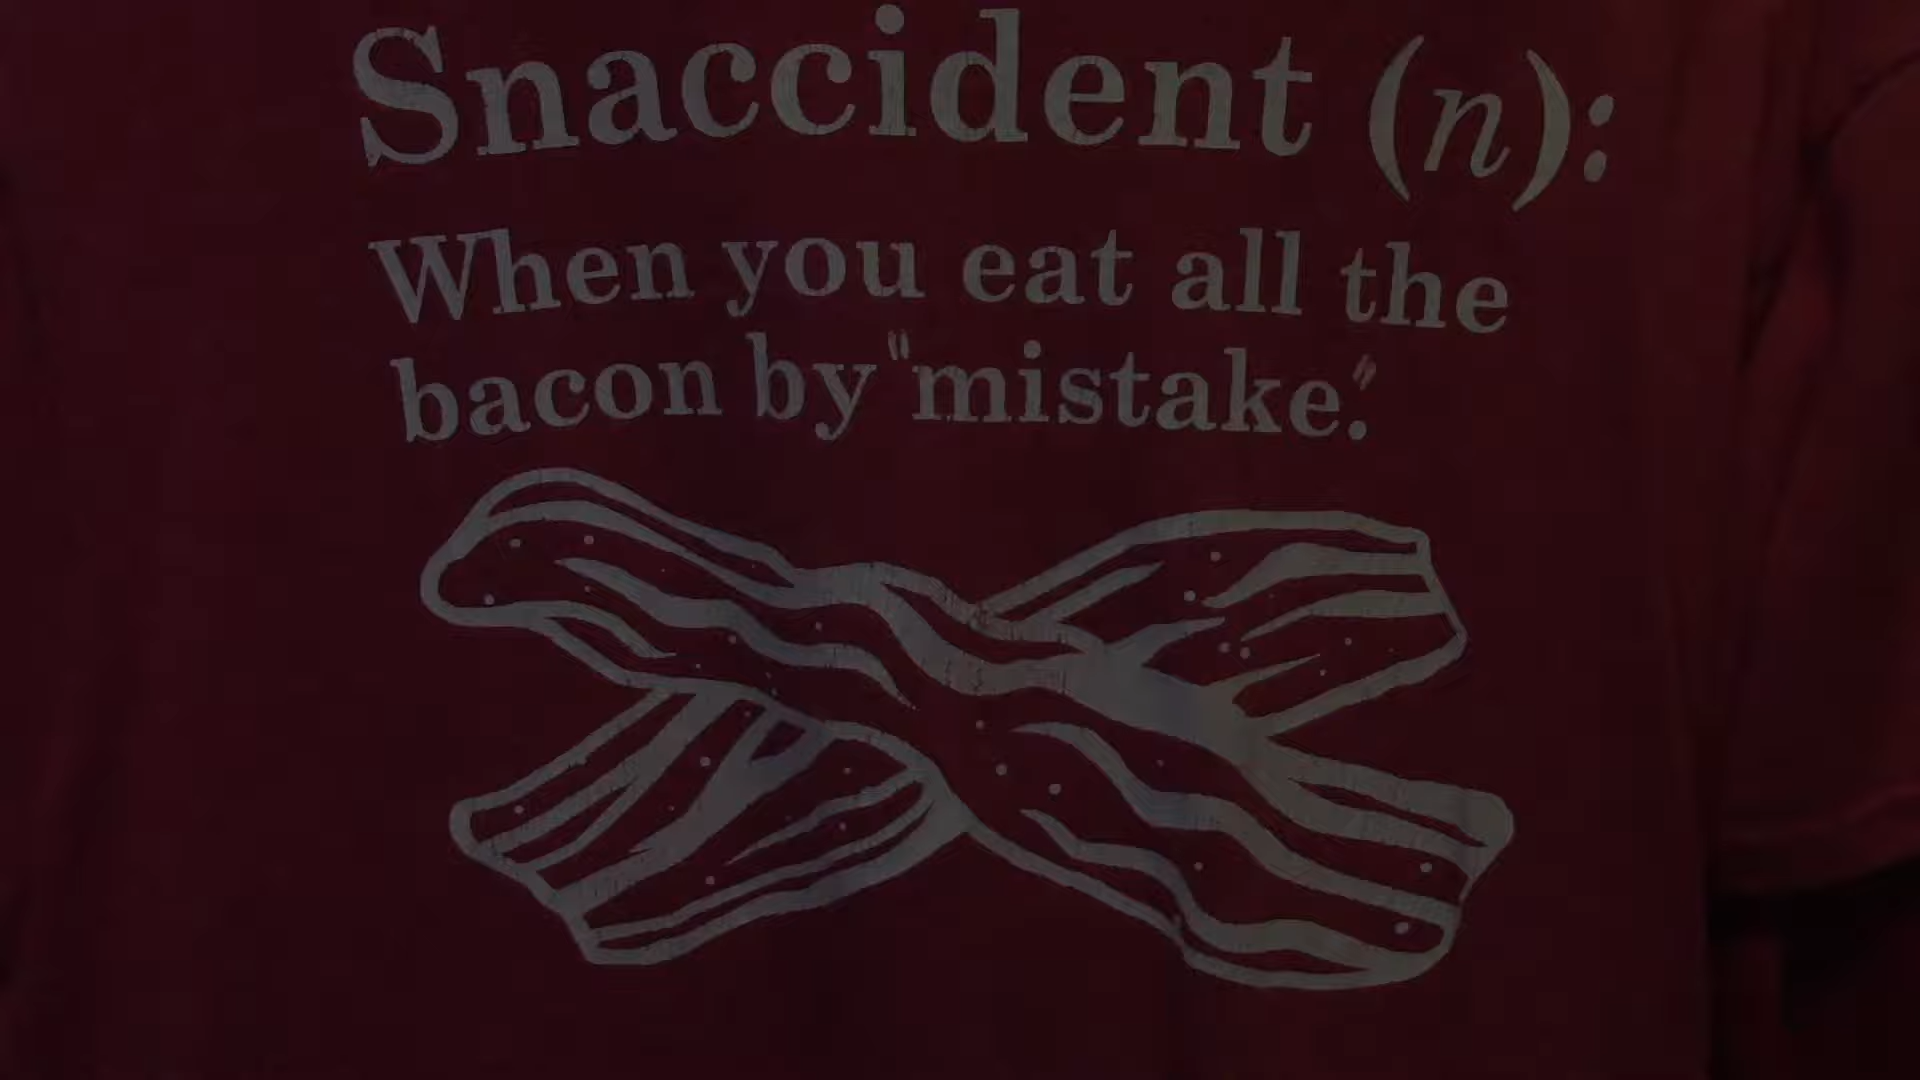 Snaccident (n):
When you eat all the
bacon by "mistake."